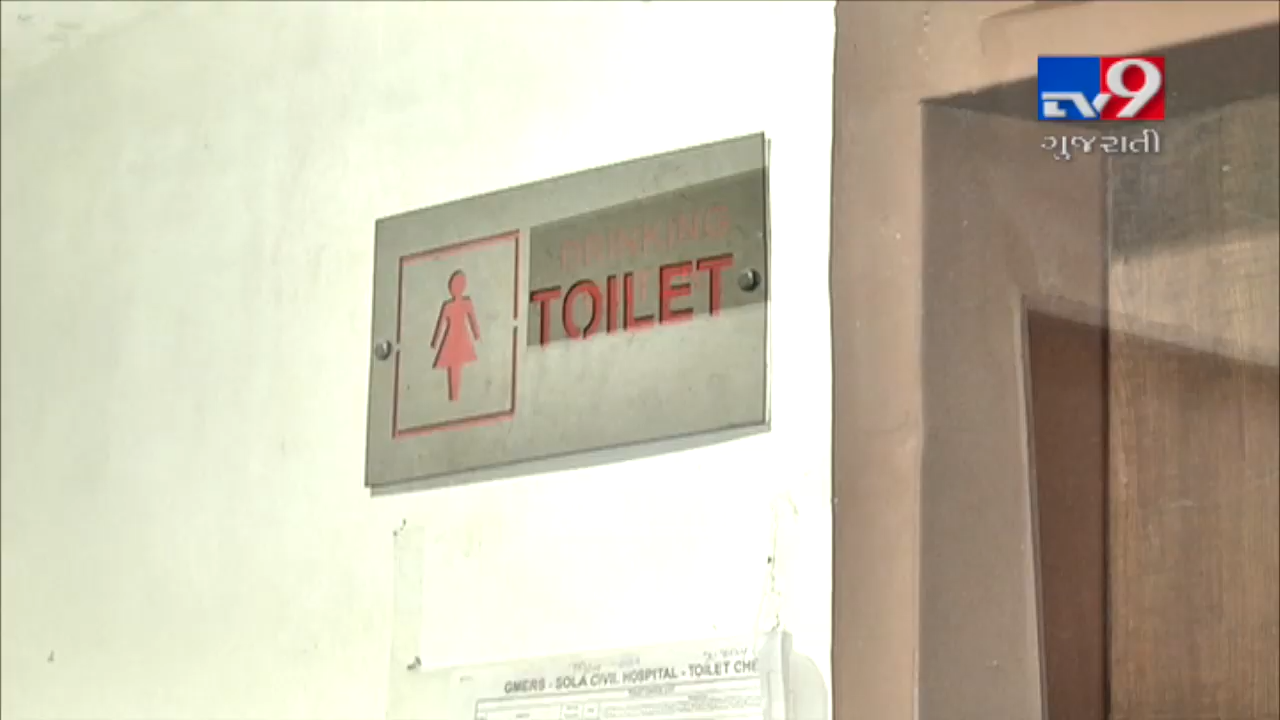 TV9
ગુજરાતી
DRINKING
TOILET
GMERS - SOLA CIVIL HOSPITAL - TOILET CHE